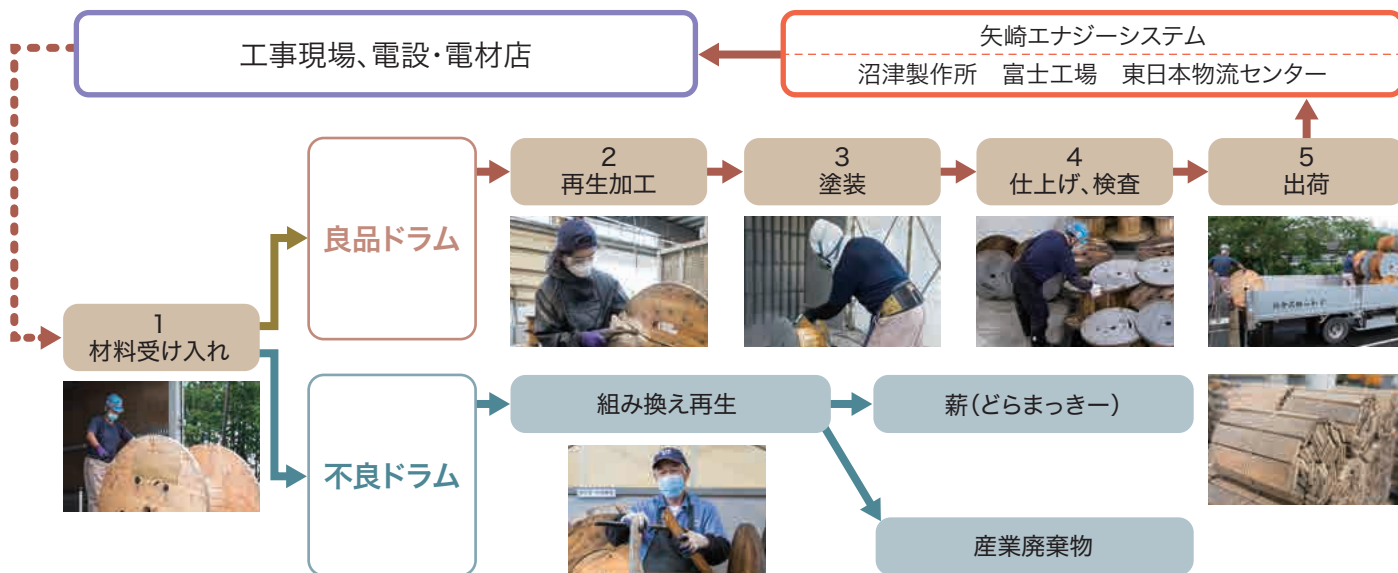 工事現場、電設・電材店
矢崎エナジーシステム
沼津製作所 富士工場 東日本物流センター
1
材料受け入れ
良品ドラム
2
再生加工
3
塗装
4
仕上げ、検査
5
出荷
不良ドラム
組み換え再生
薪(どらまっきー)
産業廃棄物